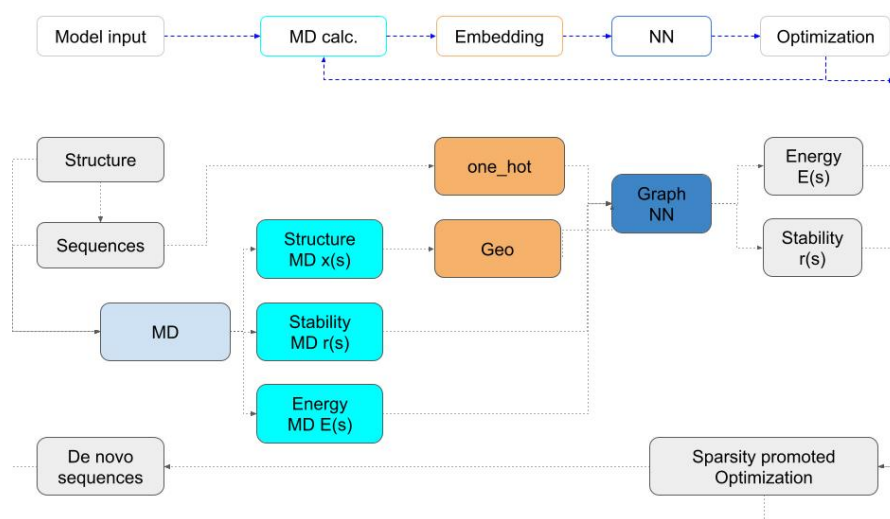 Model input
MD calc.
Embedding
NN
Optimization
Structure
one_hot
Energy
E(s)
Graph
NN
Sequences
Structure
MD x(s)
Geo
Stability
r(s)
MD
Stability
MD r(s)
Energy
MD E(s)
De novo
sequences
Sparsity promoted
Optimization